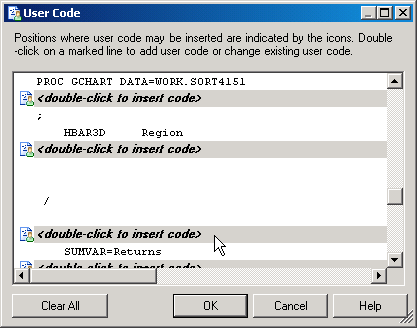 User Code
Positions where user code may be inserted are indicated by the icons. Double
-click on a marked line to add user code or change existing user code.
PROC GCHART DATA=WORK.SORT4151
<double-click to insert code>
;
HBAR3D Region
<double-click to insert code>
/
<double-click to insert code>
SUMVAR=Returns
<double-click to insert code>
Clear All OK Cancel Help